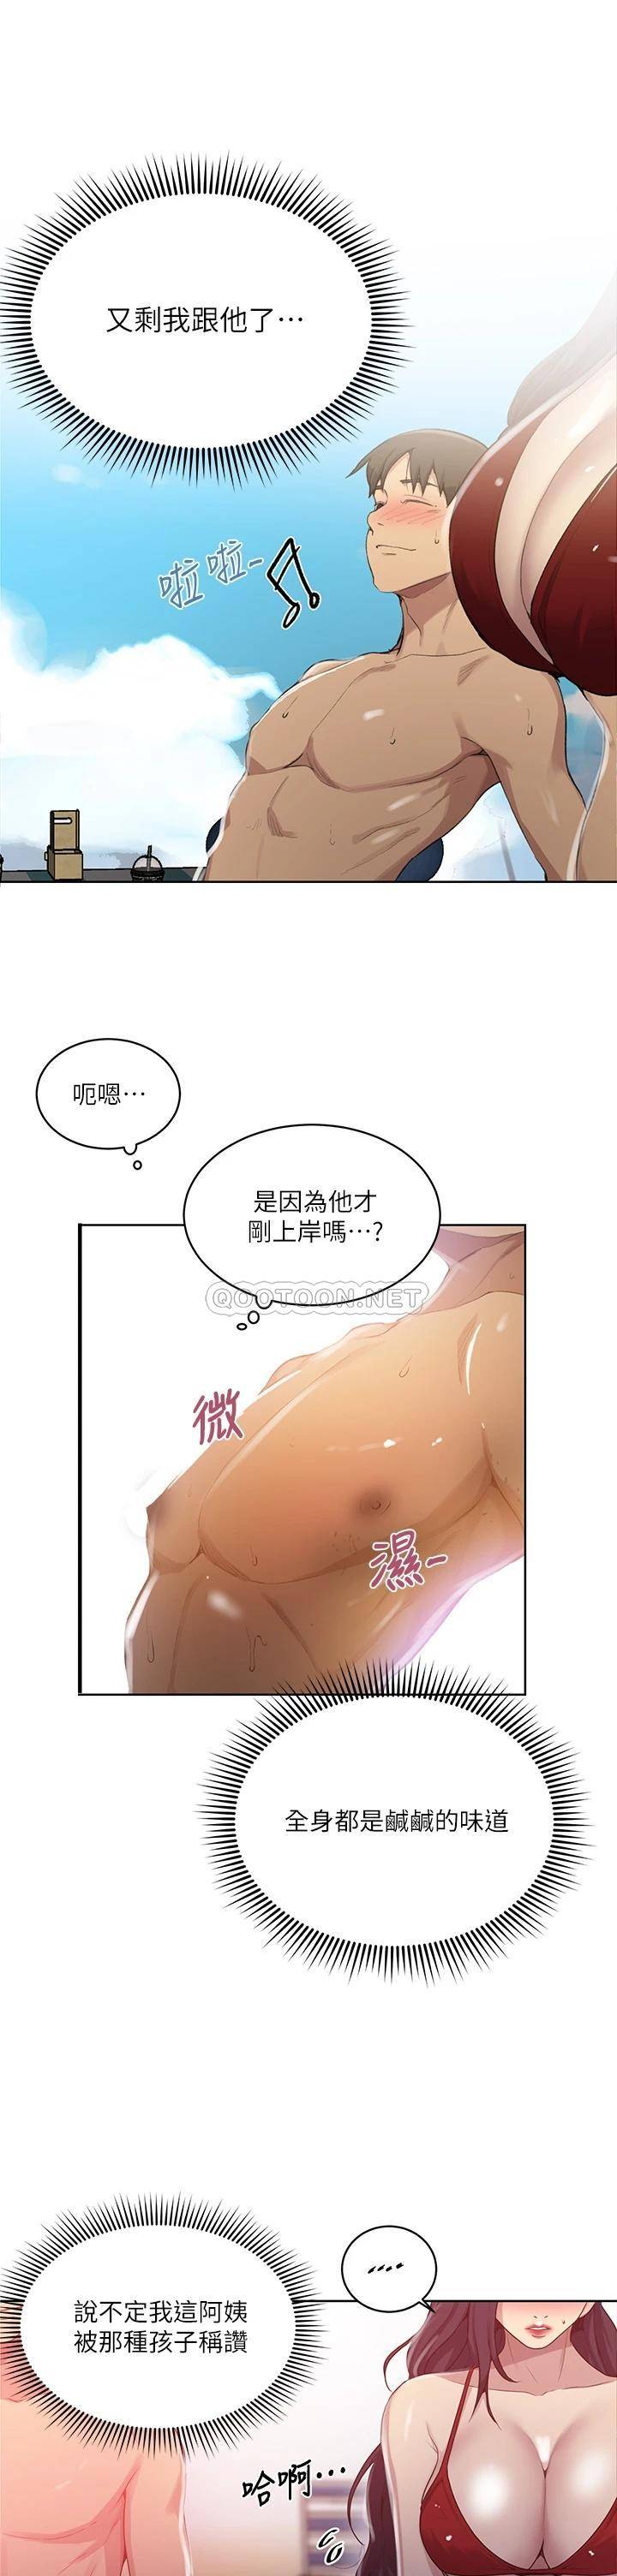 又剩我跟他了…
啦啦~
呃嗯…
是因為他才
剛上岸嗎…?
QOOTOON.NET
微
濕~
全身都是鹹鹹的味道
……
說不定我這阿姨
被那種孩子稱讚
哈啊…